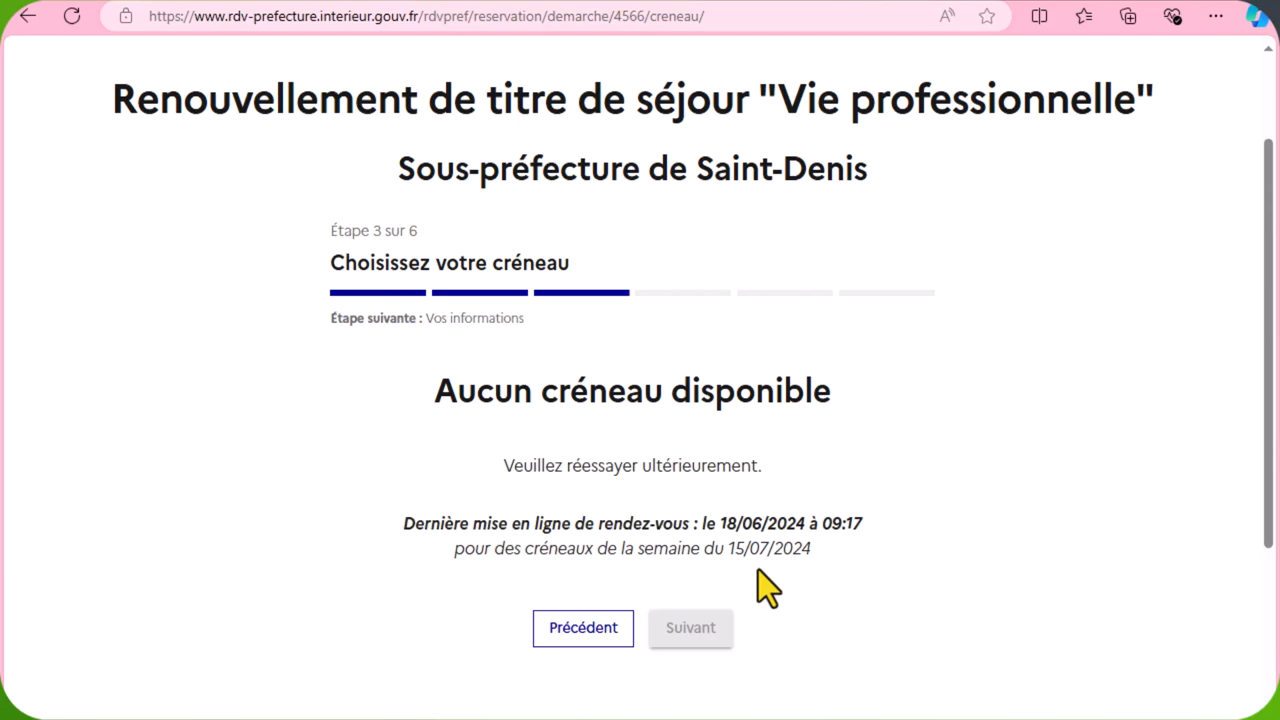 https://www.rdv-prefecture.interieur.gouv.fr/rdvpref/reservation/demarche/4566/creneau/
Renouvellement de titre de séjour "Vie professionnelle"
Sous-préfecture de Saint-Denis
Étape 3 sur 6
Choisissez votre créneau
Étape suivante : Vos informations
Aucun créneau disponible
Veuillez réessayer ultérieurement.
Dernière mise en ligne de rendez-vous : le 18/06/2024 à 09:17
pour des créneaux de la semaine du 15/07/2024
Précédent Suivant